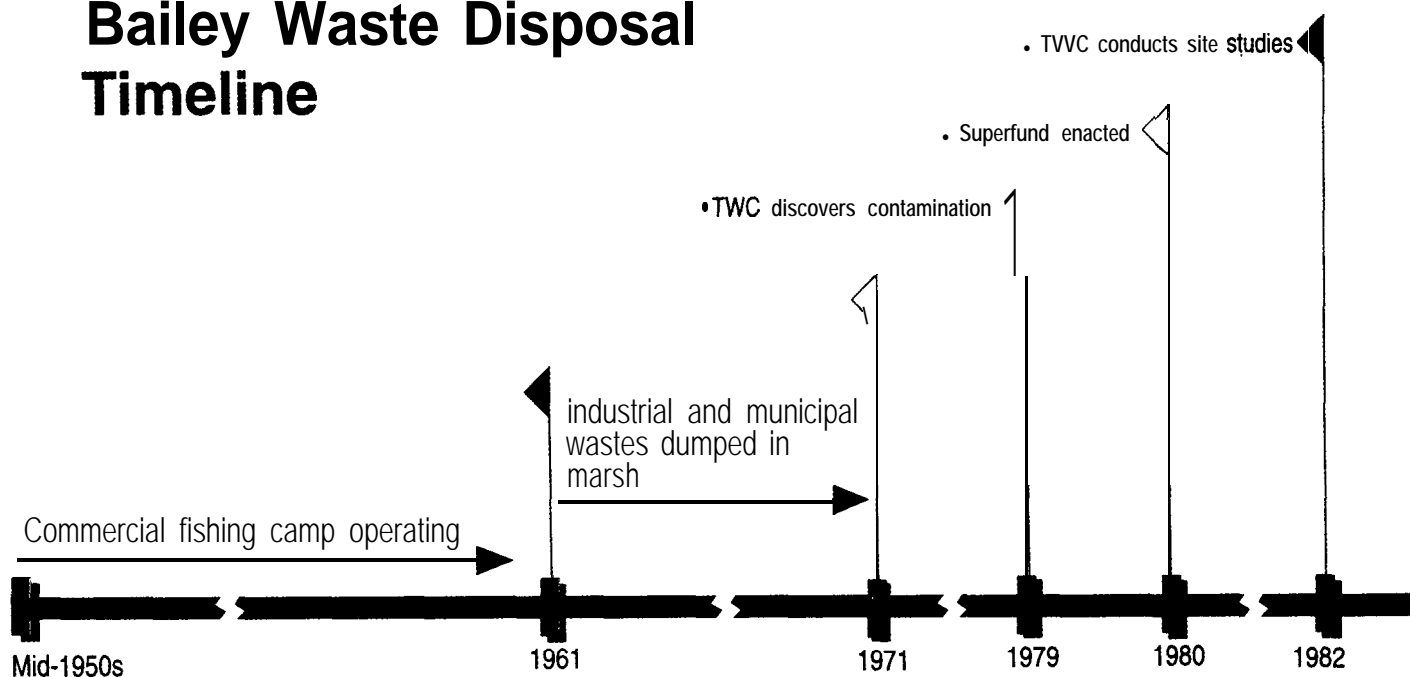 Bailey Waste Disposal
Timeline
• TVVC conducts site studies
• Superfund enacted
• TWC discovers contamination
industrial and municipal
wastes dumped in
marsh
Commercial fishing camp operating
Mid-1950s
1961
1971
1979
1980
1982